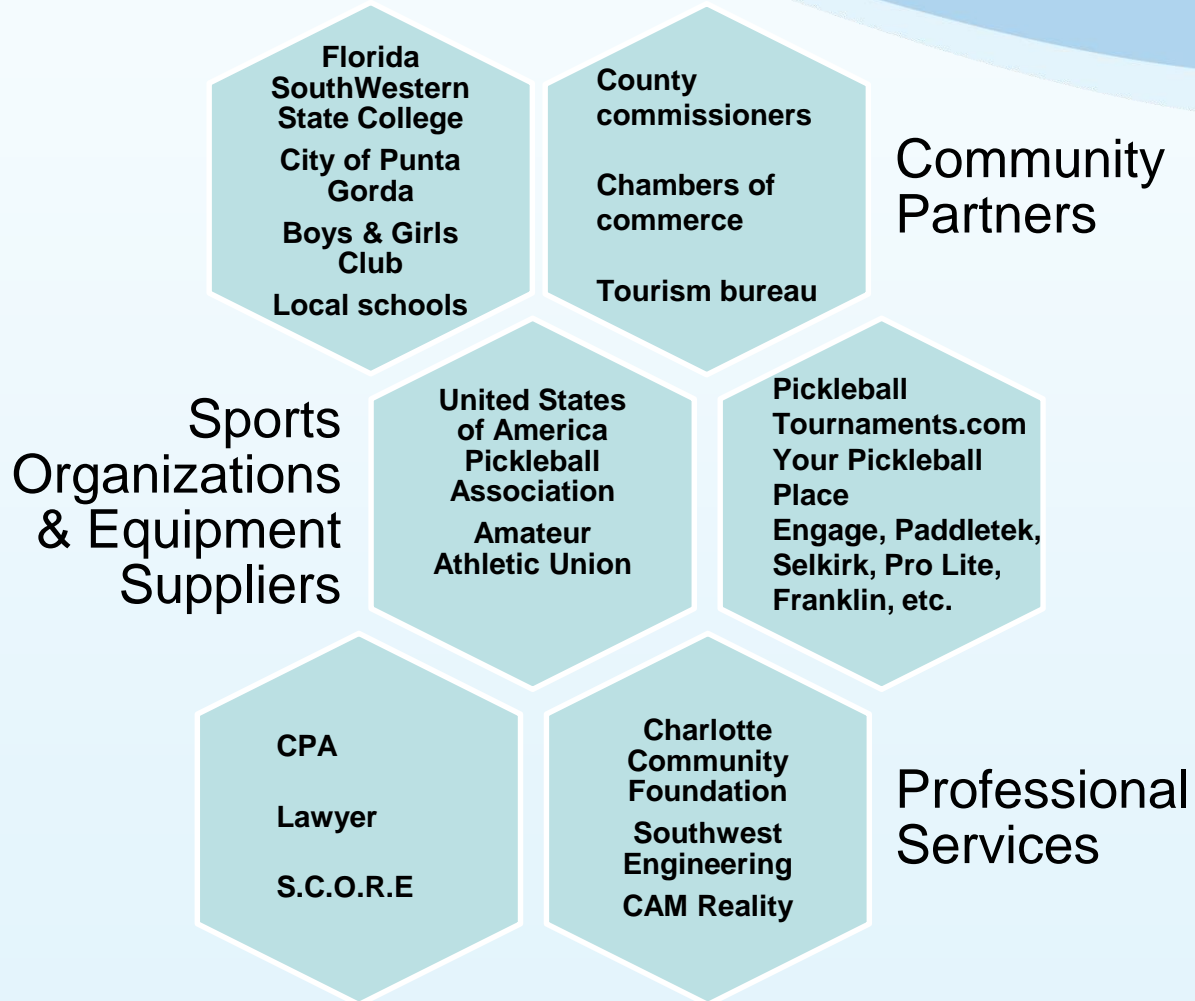 Florida
SouthWestern
State College
City of Punta
Gorda
Boys & Girls
Club
Local schools
County
commissioners
Chambers of
commerce
Tourism bureau
Community
Partners
Sports
Organizations
& Equipment
Suppliers
United States
of America
Pickleball
Association
Amateur
Athletic Union
Pickleball
Tournaments.com
Your Pickleball
Place
Engage, Paddletek,
Selkirk, Pro Lite,
Franklin, etc.
CPA
Lawyer
S.C.O.R.E
Charlotte
Community
Foundation
Southwest
Engineering
CAM Reality
Professional
Services